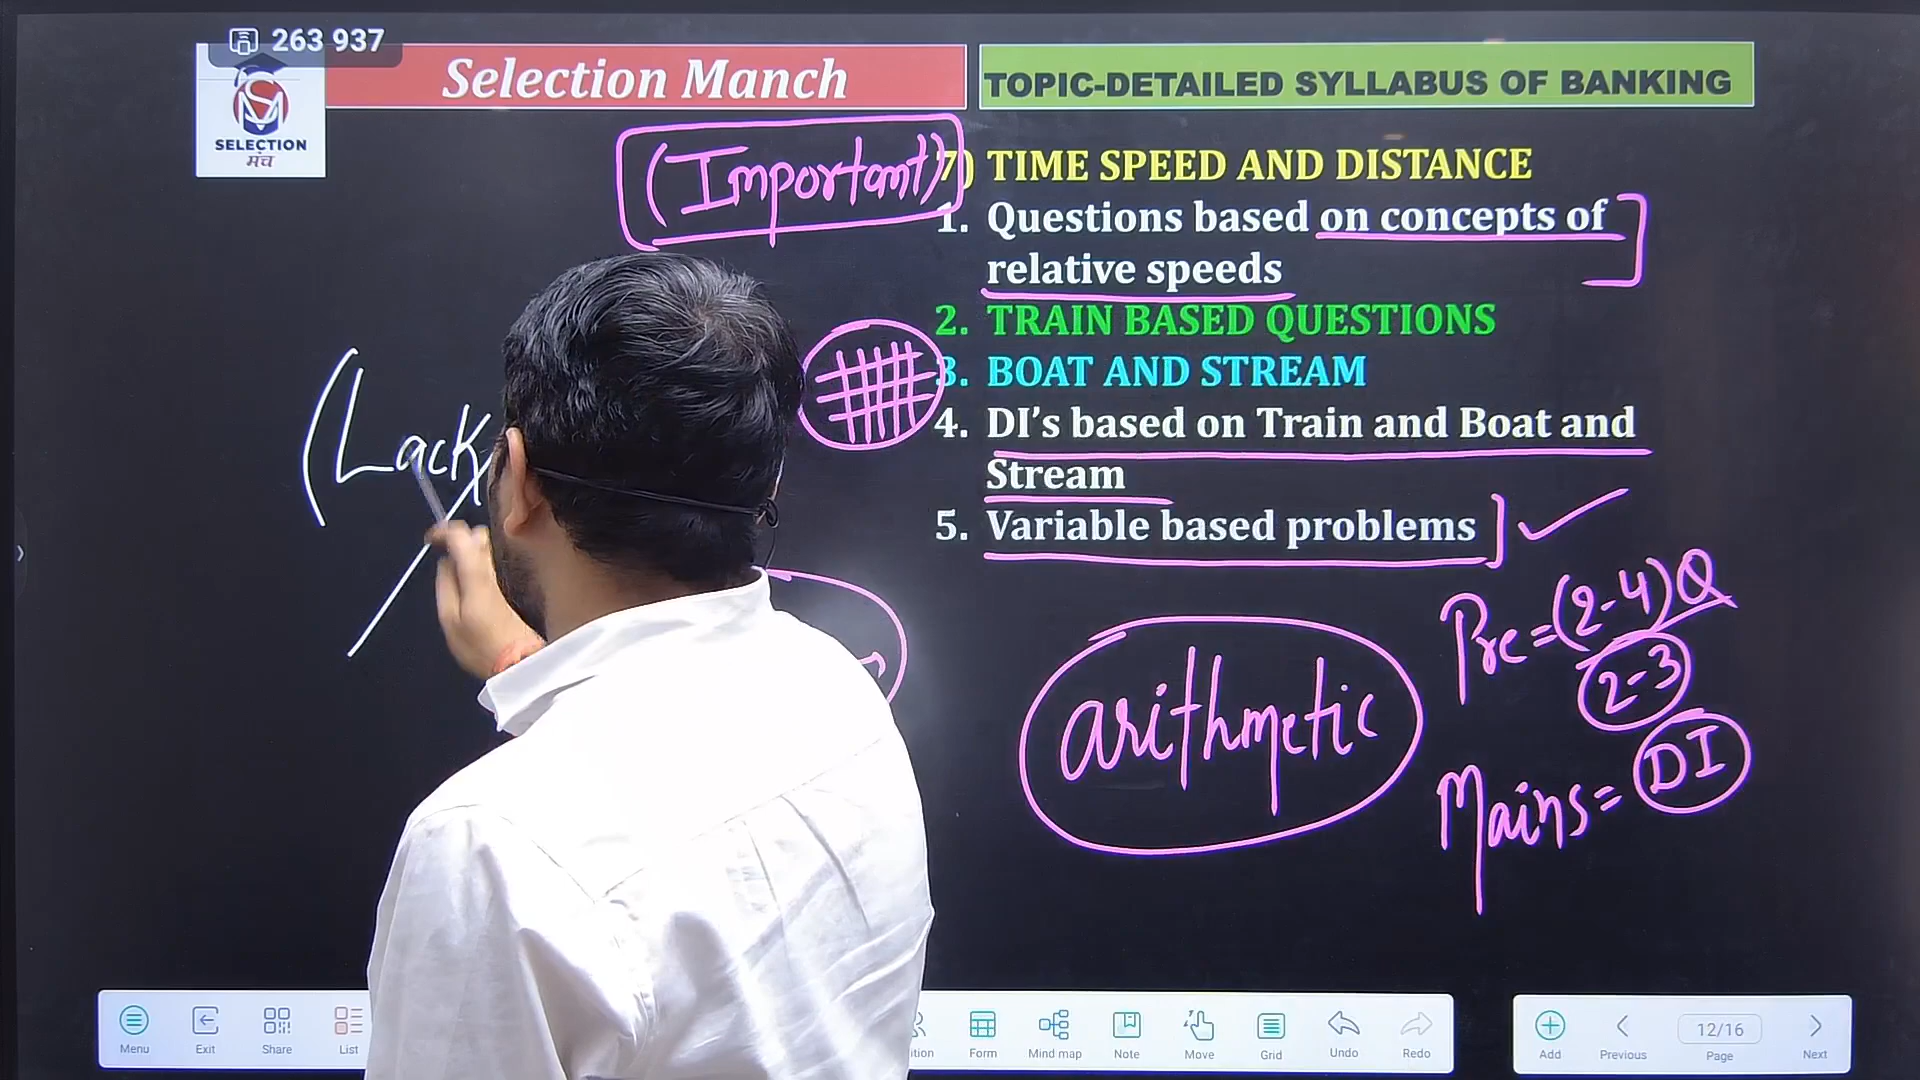 263 937
Selection Manch
TOPIC-DETAILED SYLLABUS OF BANKING
SELECTION
मंच
(Important)
7) TIME SPEED AND DISTANCE
1. Questions based on concepts of
relative speeds
2. TRAIN BASED QUESTIONS
3. BOAT AND STREAM
4. DI's based on Train and Boat and
Stream
5. Variable based problems
(Lack
Pre=(2-4)Q
2-3
arithmetic
Mains= DI
Menu
Exit
Share
List
Form
Mind map
Note
Move
Grid
Undo
Redo
Add
Previous
12/16
Page
Next